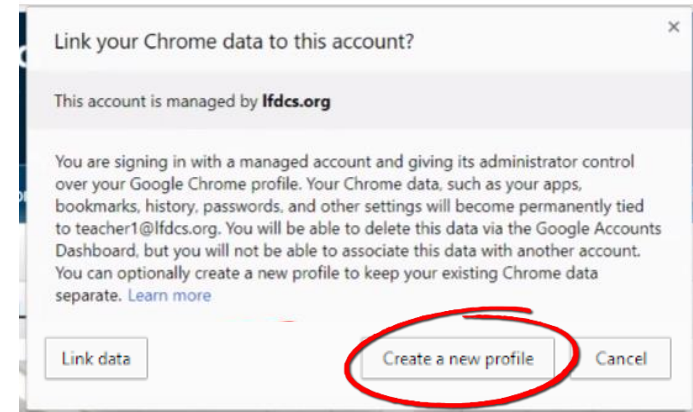 Link your Chrome data to this account?
This account is managed by lfdcs.org
You are signing in with a managed account and giving its administrator control
over your Google Chrome profile. Your Chrome data, such as your apps,
bookmarks, history, passwords, and other settings will become permanently tied
to teacher1@lfdcs.org. You will be able to delete this data via the Google Accounts
Dashboard, but you will not be able to associate this data with another account.
You can optionally create a new profile to keep your existing Chrome data
separate. Learn more
Link data Create a new profile Cancel